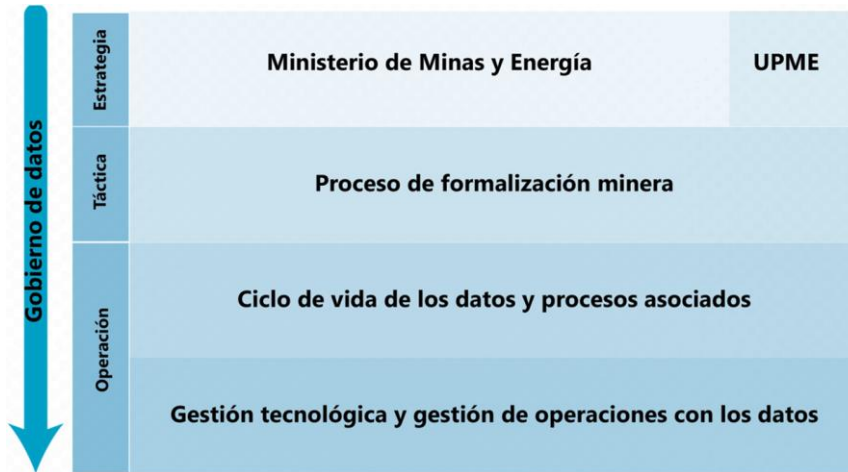 Gobierno de datos
Estrategia
Ministerio de Minas y Energía
UPME
Táctica
Proceso de formalización minera
Operación
Ciclo de vida de los datos y procesos asociados
Gestión tecnológica y gestión de operaciones con los datos